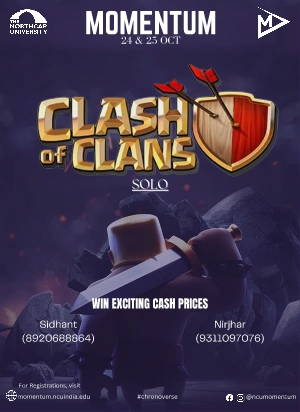 THE NORTHCAP
UNIVERSITY
MOMENTUM
24 & 25 OCT
CLASH
of CLANS
SOLO
WIN EXCITING CASH PRICES
Sidhant
(8920688864)
Nirjhar
(9311097076)
For Registrations, visit
momentum.ncuindia.edu
#chronoverse
@ncumomentum